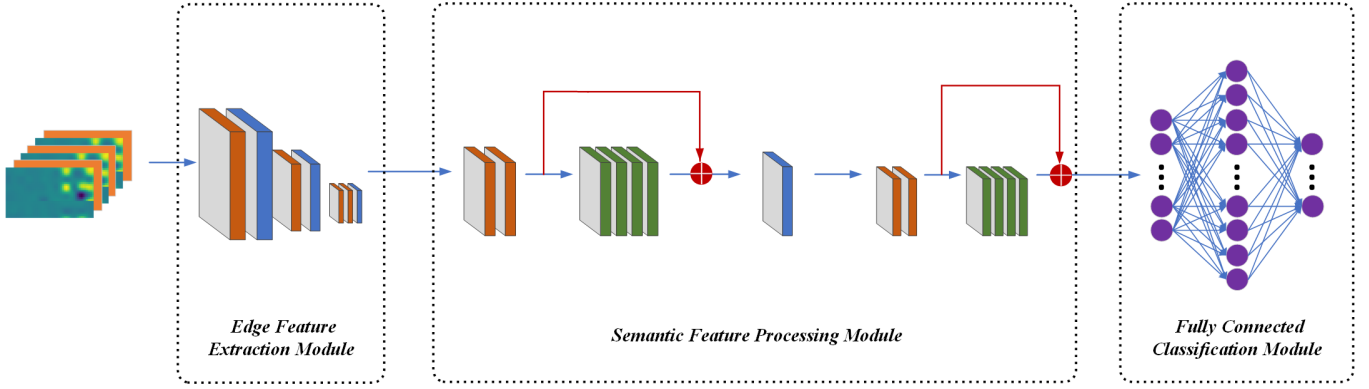 Edge Feature
Extraction Module
Semantic Feature Processing Module
Fully Connected
Classification Module